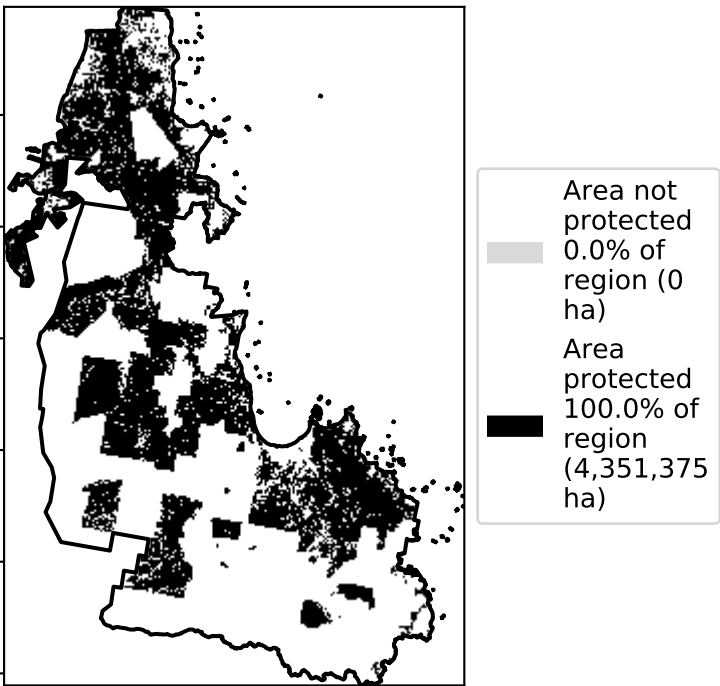 Area not
protected
0.0% of
region (0
ha)
Area
protected
100.0% of
region
(4,351,375
ha)